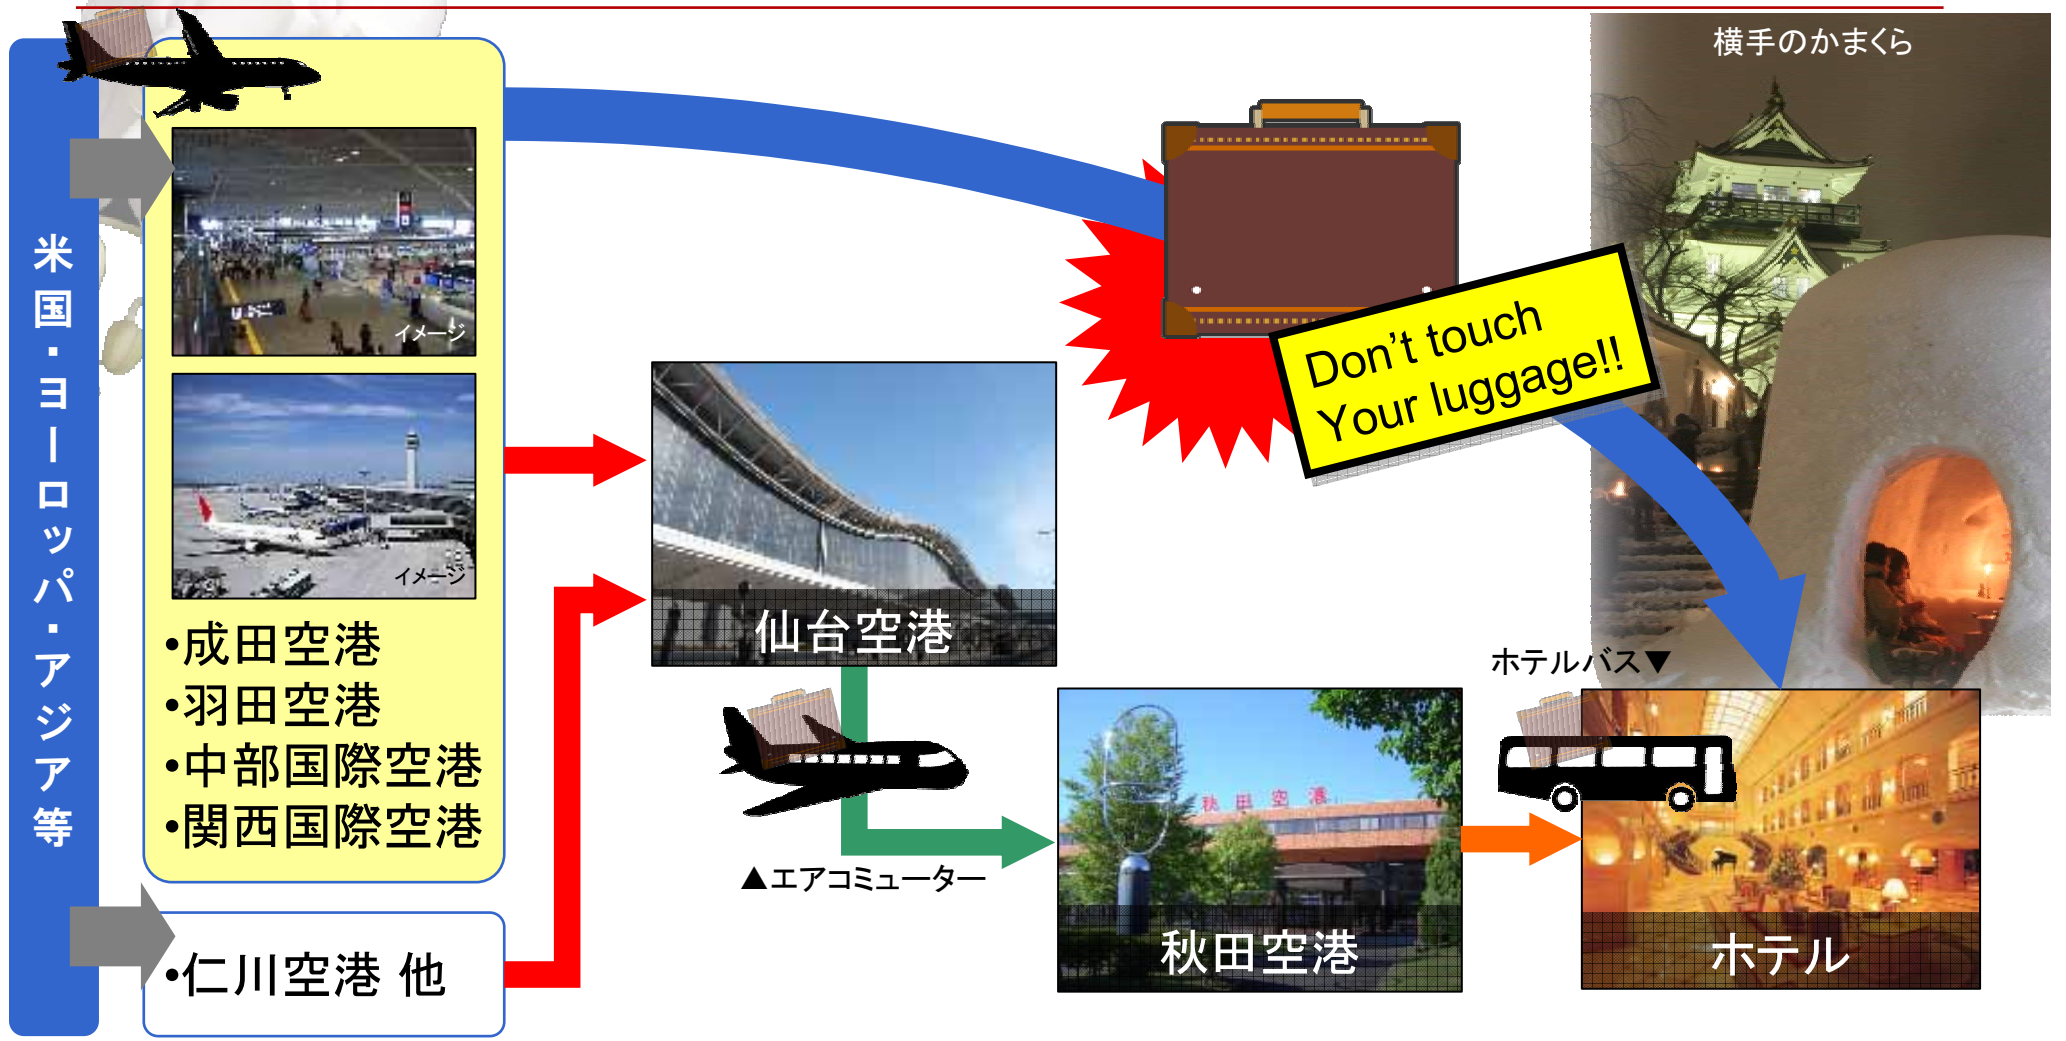 横手のかまくら
米国・ヨーロッパ・アジア等
イメージ
イメージ
•成田空港
•羽田空港
•中部国際空港
•関西国際空港
•仁川空港 他
仙台空港
▲エアコミューター
Don't touch
Your luggage!!
秋田空港
秋田空港
ホテルバス▼
ホテル